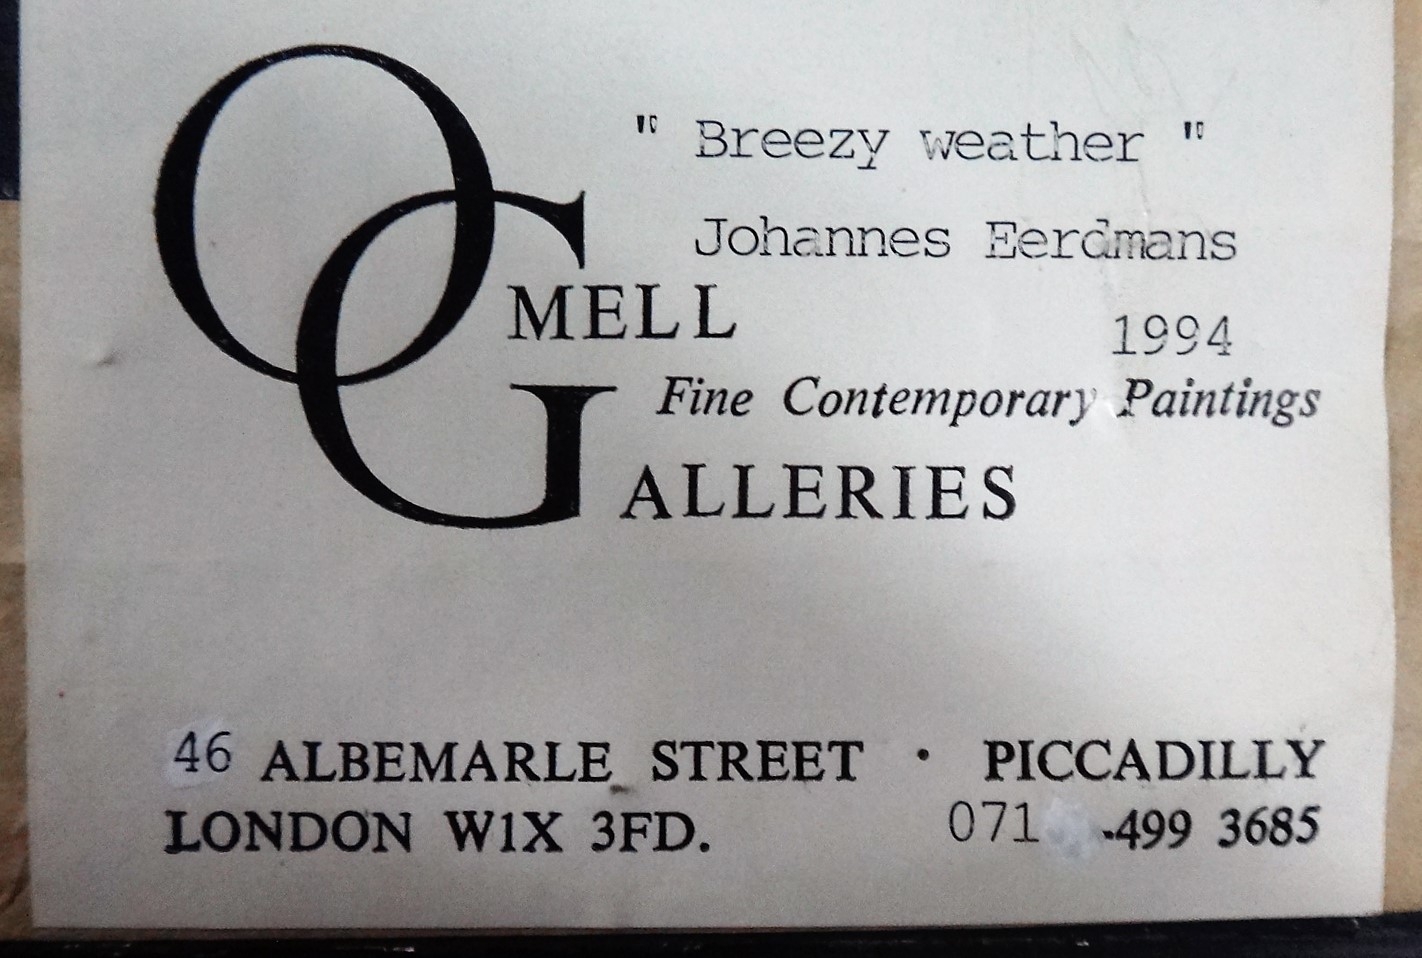 " Breezy weather "
Johannes Eerdmans
OMELL
1994
Fine Contemporary Paintings
GALLERIES
46 ALBEMARLE STREET · PICCADILLY
LONDON W1X 3FD. 071 -499 3685